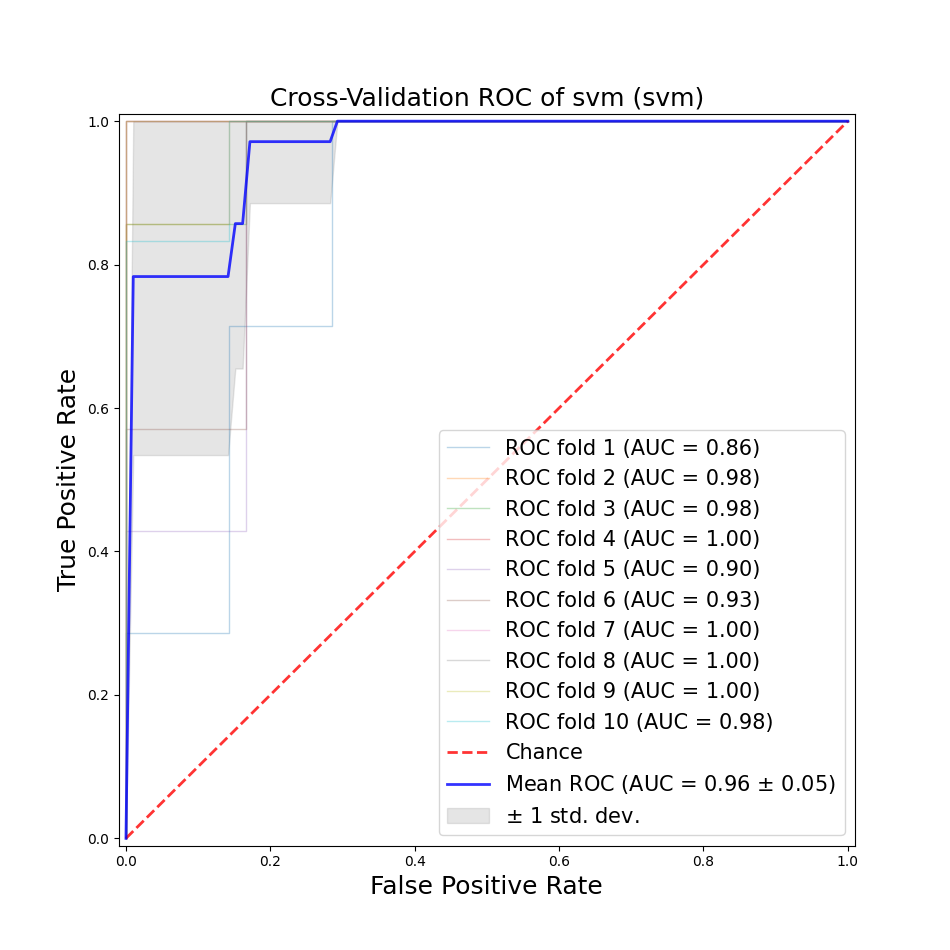 Cross-Validation ROC of svm (svm)
1.0
0.8
0.6
0.4
0.2
0.0
True Positive Rate
ROC fold 1 (AUC = 0.86)
ROC fold 2 (AUC = 0.98)
ROC fold 3 (AUC = 0.98)
ROC fold 4 (AUC = 1.00)
ROC fold 5 (AUC = 0.90)
ROC fold 6 (AUC = 0.93)
ROC fold 7 (AUC = 1.00)
ROC fold 8 (AUC = 1.00)
ROC fold 9 (AUC = 1.00)
ROC fold 10 (AUC = 0.98)
Chance
Mean ROC (AUC = 0.96 ± 0.05)
± 1 std. dev.
0.0 0.2 0.4 0.6 0.8 1.0
False Positive Rate